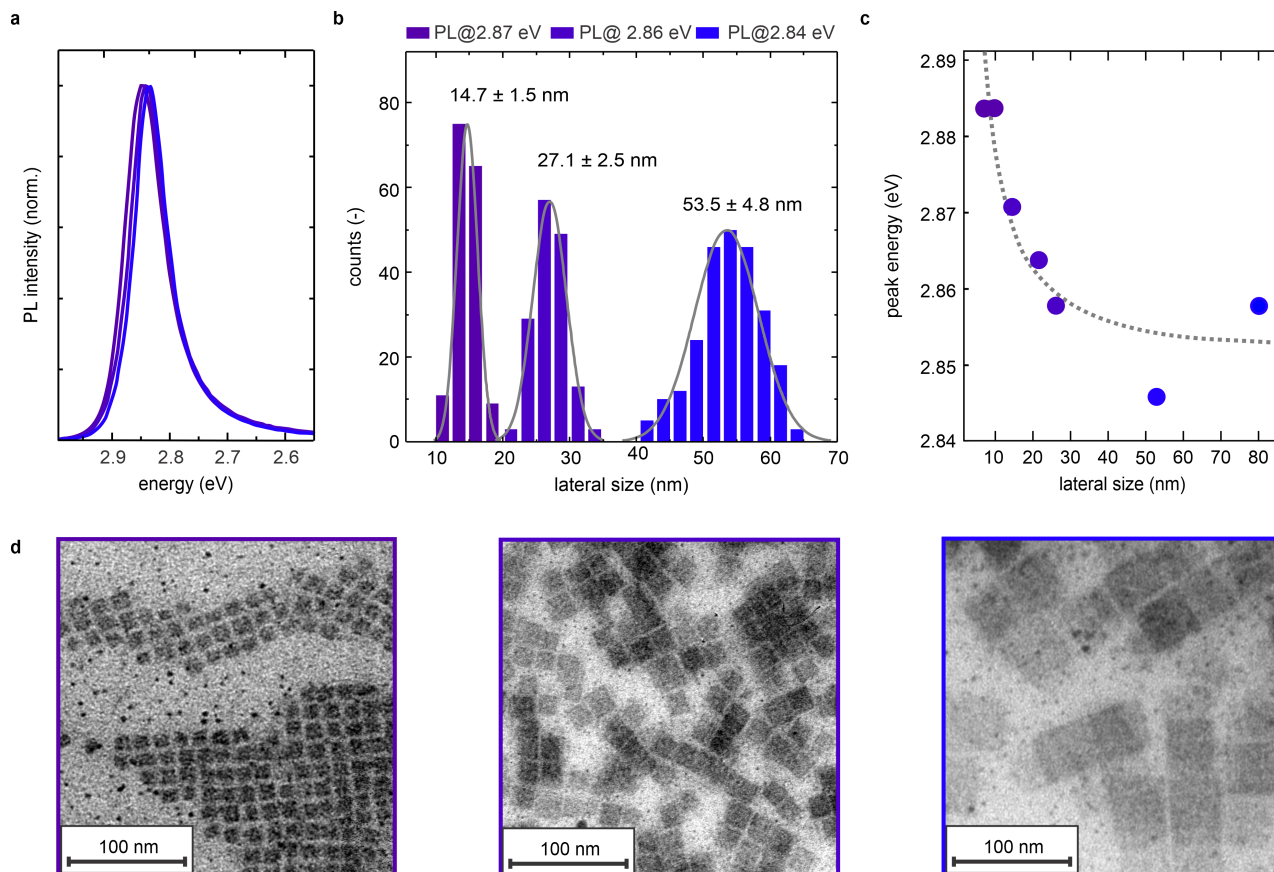 a
PL intensity (norm.)
2.9 2.8 2.7 2.6
energy (eV)
b
PL@2.87 eV PL@ 2.86 eV PL@2.84 eV
14.7 ± 1.5 nm
27.1 ± 2.5 nm
53.5 ± 4.8 nm
counts (-)
80
60
40
20
0
10 20 30 40 50 60 70
lateral size (nm)
c
peak energy (eV)
2.89
2.88
2.87
2.86
2.85
2.84
10 20 30 40 50 60 70 80
lateral size (nm)
d
100 nm
100 nm
100 nm